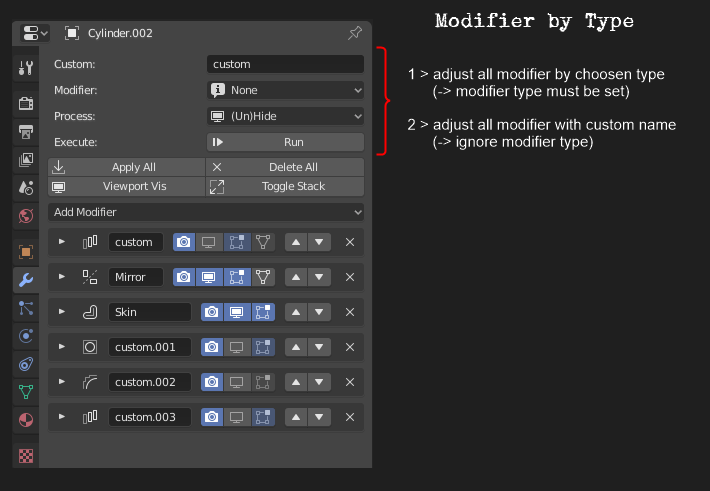 Modifier by Type
Cylinder.002
Custom: custom
Modifier: None
Process: (Un)Hide
Execute: Run
Apply All Delete All
Viewport Vis Toggle Stack
Add Modifier
custom
Mirror
Skin
custom.001
custom.002
custom.003
1 > adjust all modifier by choosen type
(-> modifier type must be set)
2 > adjust all modifier with custom name
(-> ignore modifier type)